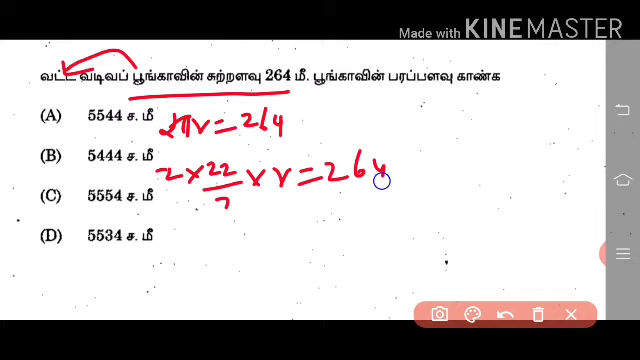 Made with KINEMASTER
வட்ட வடிவப் பூங்காவின் சுற்றளவு 264 மீ. பூங்காவின் பரப்பளவு காண்க
(A) 5544 ச. மீ
2πr = 264
(B) 5444 ச. மீ
2 × 22/7 × r = 264
(C) 5554 ச. மீ
(D) 5534 ச. மீ